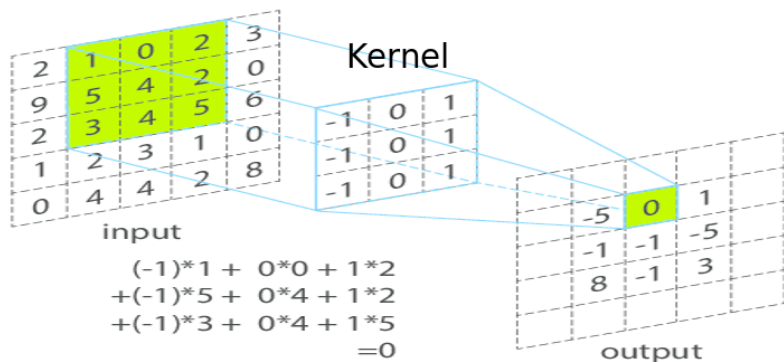 Kernel
2 1 0 2 3
9 5 4 2 0
2 3 4 5 6
1 2 3 1 0
0 4 4 2 8
input
-1 0 1
-1 0 1
-1 0 1
-5 0 1
-1 -1 -5
8 -1 3
output
(-1)*1 + 0*0 + 1*2
+(-1)*5 + 0*4 + 1*2
+(-1)*3 + 0*4 + 1*5
=0